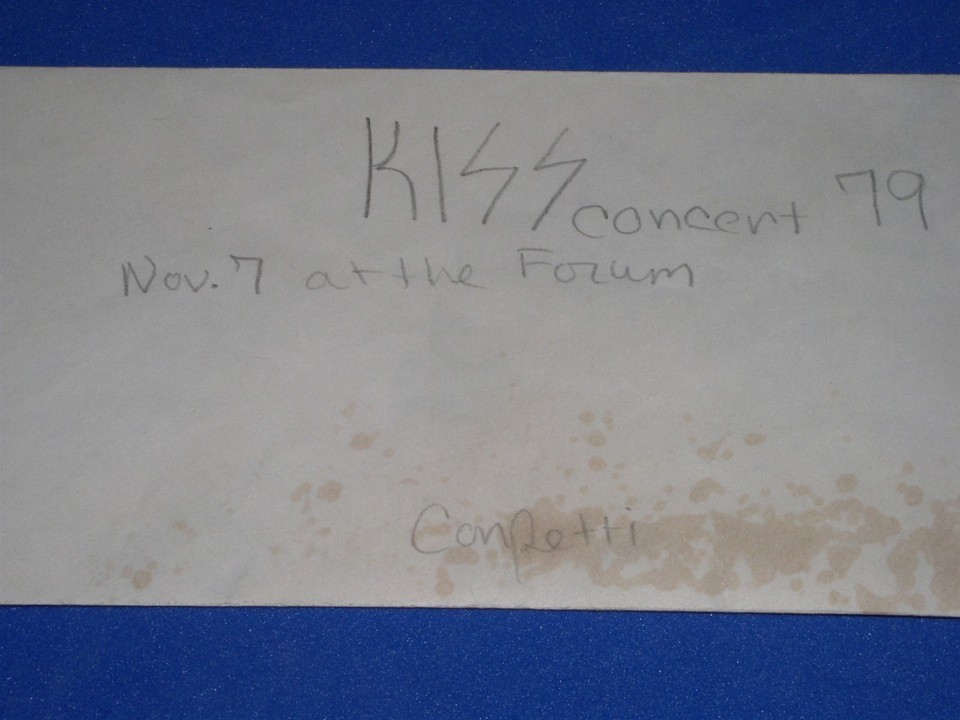 KISS concert 79
Nov. 7 at the Forum
Confetti